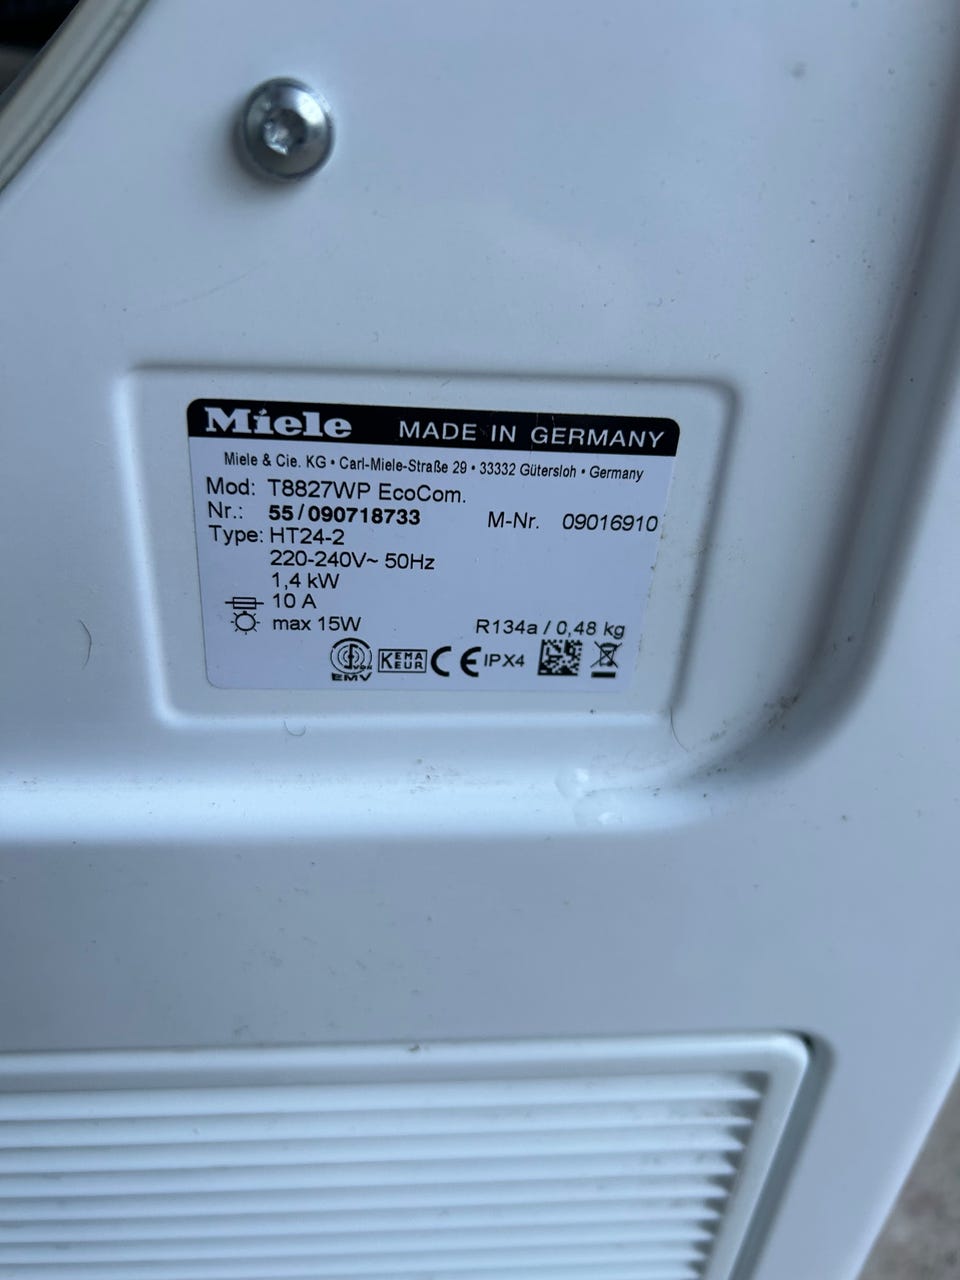 Miele MADE IN GERMANY
Miele & Cie. KG • Carl-Miele-Straße 29 • 33332 Gütersloh • Germany
Mod: T8827WP EcoCom.
Nr.: 55/090718733 M-Nr. 09016910
Type: HT24-2
220-240V~ 50Hz
1,4 kW
10 A
max 15W R134a / 0,48 kg
VDE KEMA KEUR CE IPX4
EMV